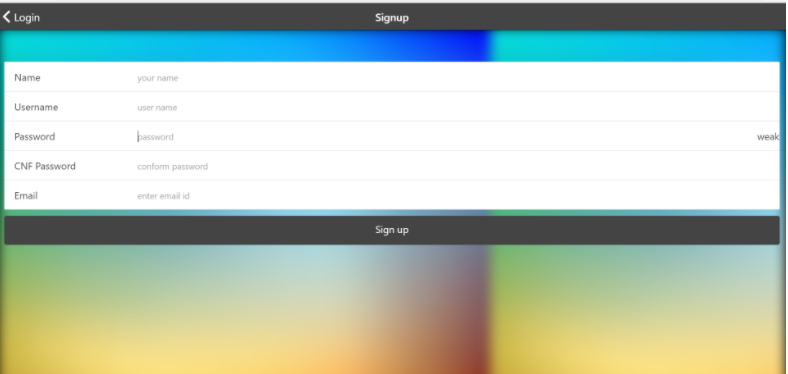 Login
Signup
Name your name
Username user name
Password password weak
CNF Password conform password
Email enter email id
Sign up